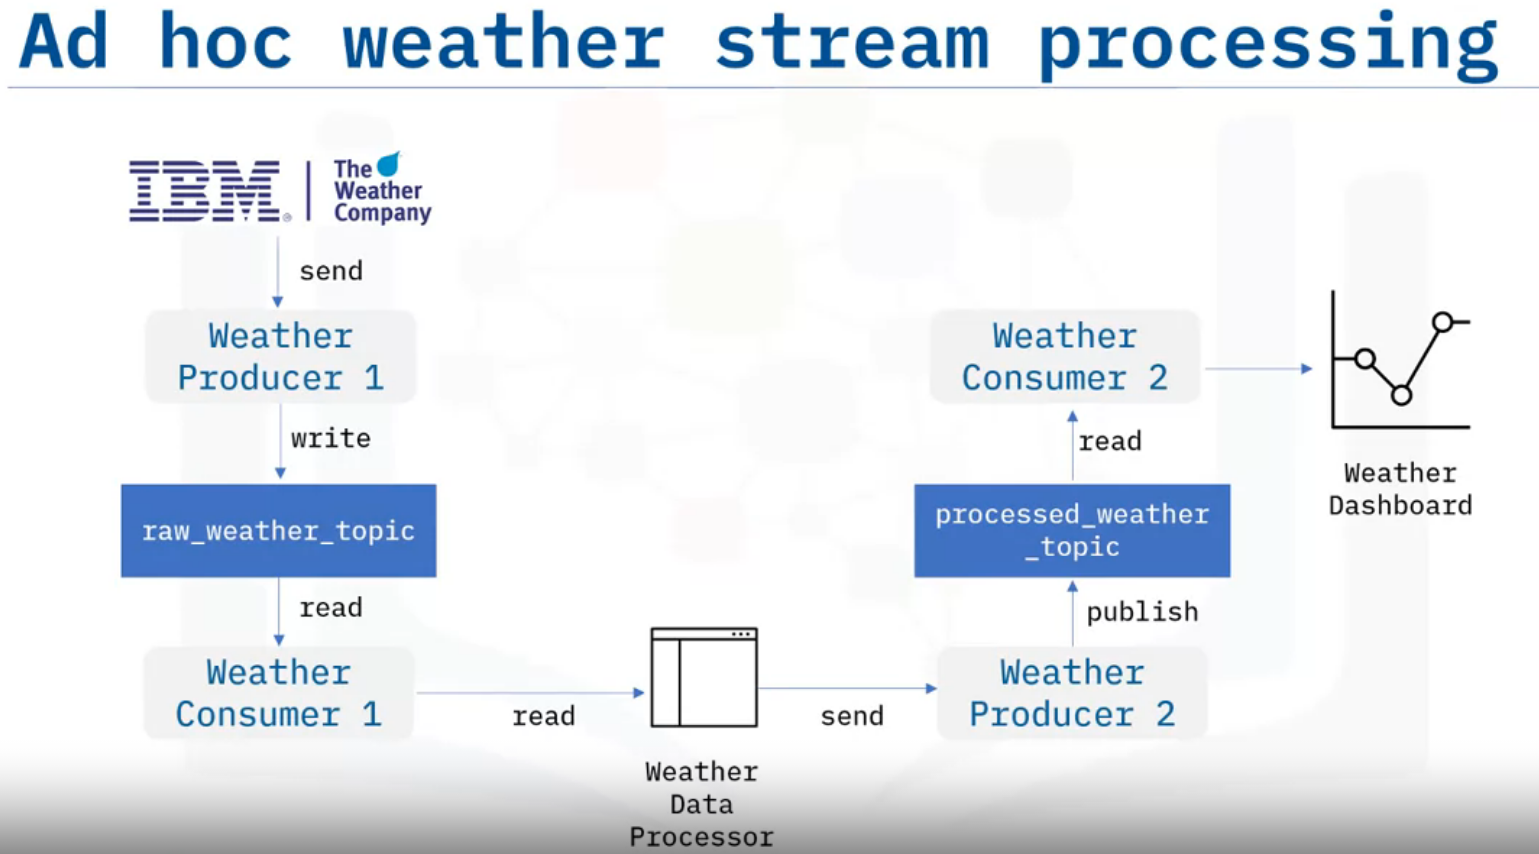 Ad hoc weather stream processing
IBM®
The
Weather
Company
send
Weather
Producer 1
write
raw_weather_topic
read
Weather
Consumer 1
read
Weather
Data
Processor
send
Weather
Producer 2
publish
processed_weather
_topic
read
Weather
Consumer 2
Weather
Dashboard